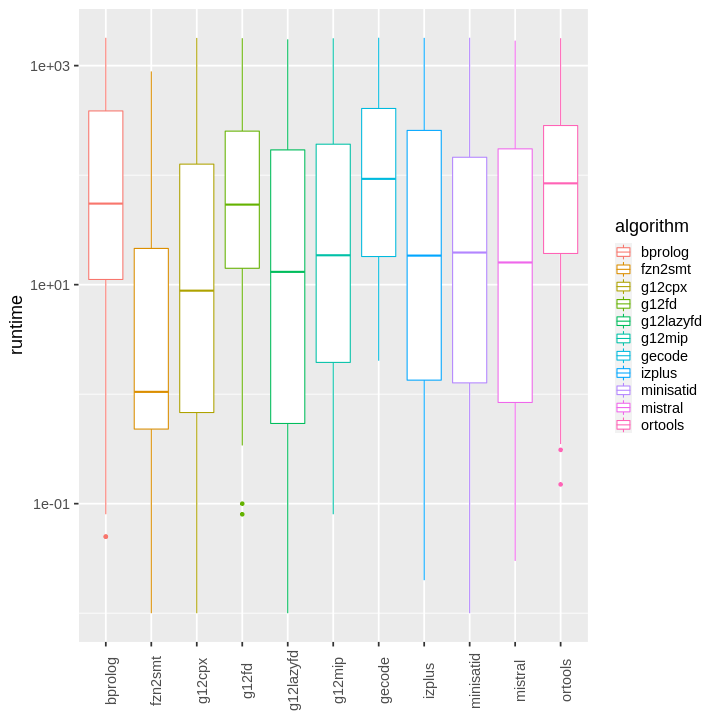 runtime
1e+03
1e+01
1e-01
bprolog
fzn2smt
g12cpx
g12fd
g12lazyfd
g12mip
gecode
izplus
minisatid
mistral
ortools
algorithm
bprolog
fzn2smt
g12cpx
g12fd
g12lazyfd
g12mip
gecode
izplus
minisatid
mistral
ortools